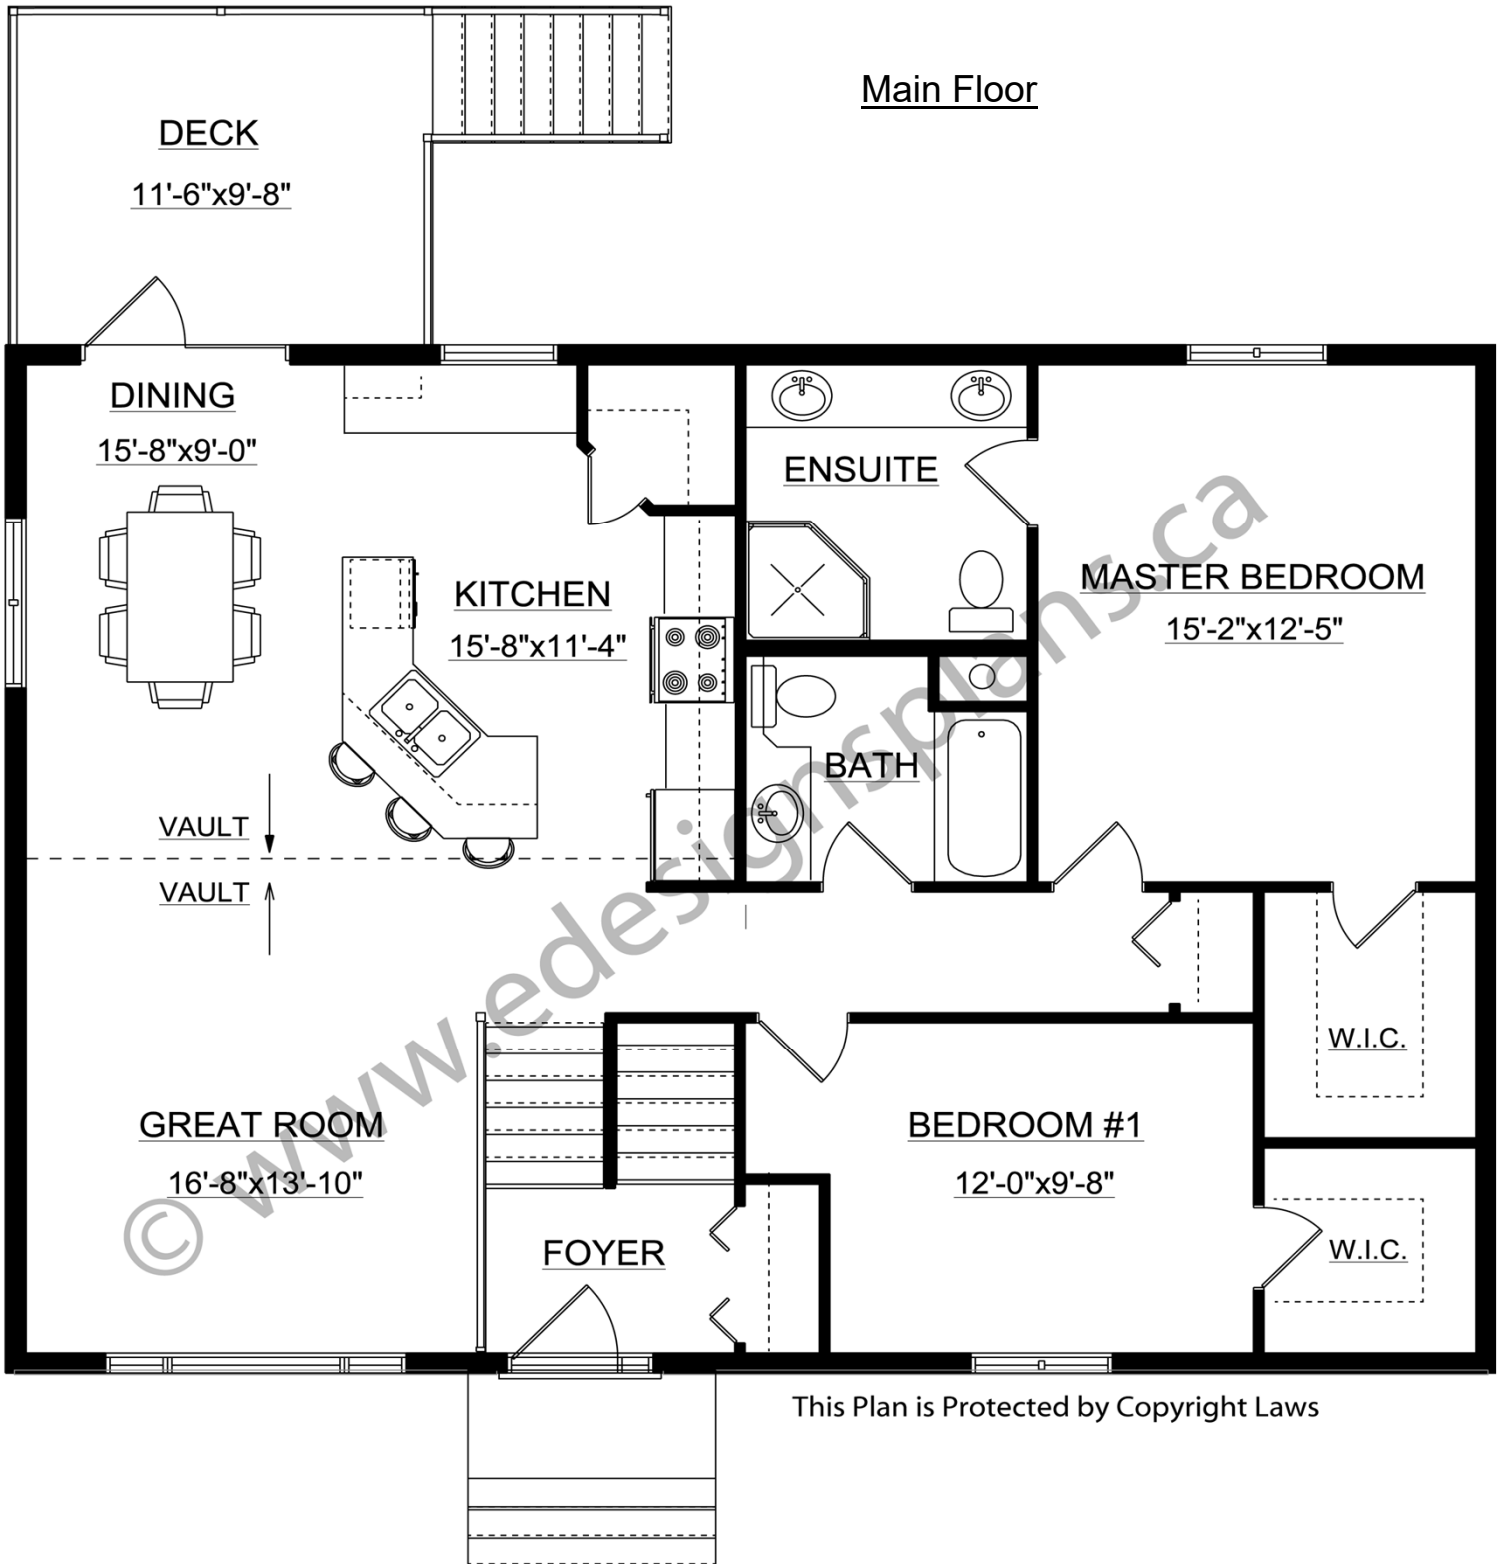 Main Floor
DECK
11'-6"x9'-8"
DINING
15'-8"x9'-0"
ENSUITE
KITCHEN
15'-8"x11'-4"
MASTER BEDROOM
15'-2"x12'-5"
BATH
VAULT
VAULT
W.I.C.
GREAT ROOM
16'-8"x13'-10"
BEDROOM #1
12'-0"x9'-8"
FOYER
W.I.C.
© www.edesignsplans.ca
This Plan is Protected by Copyright Laws